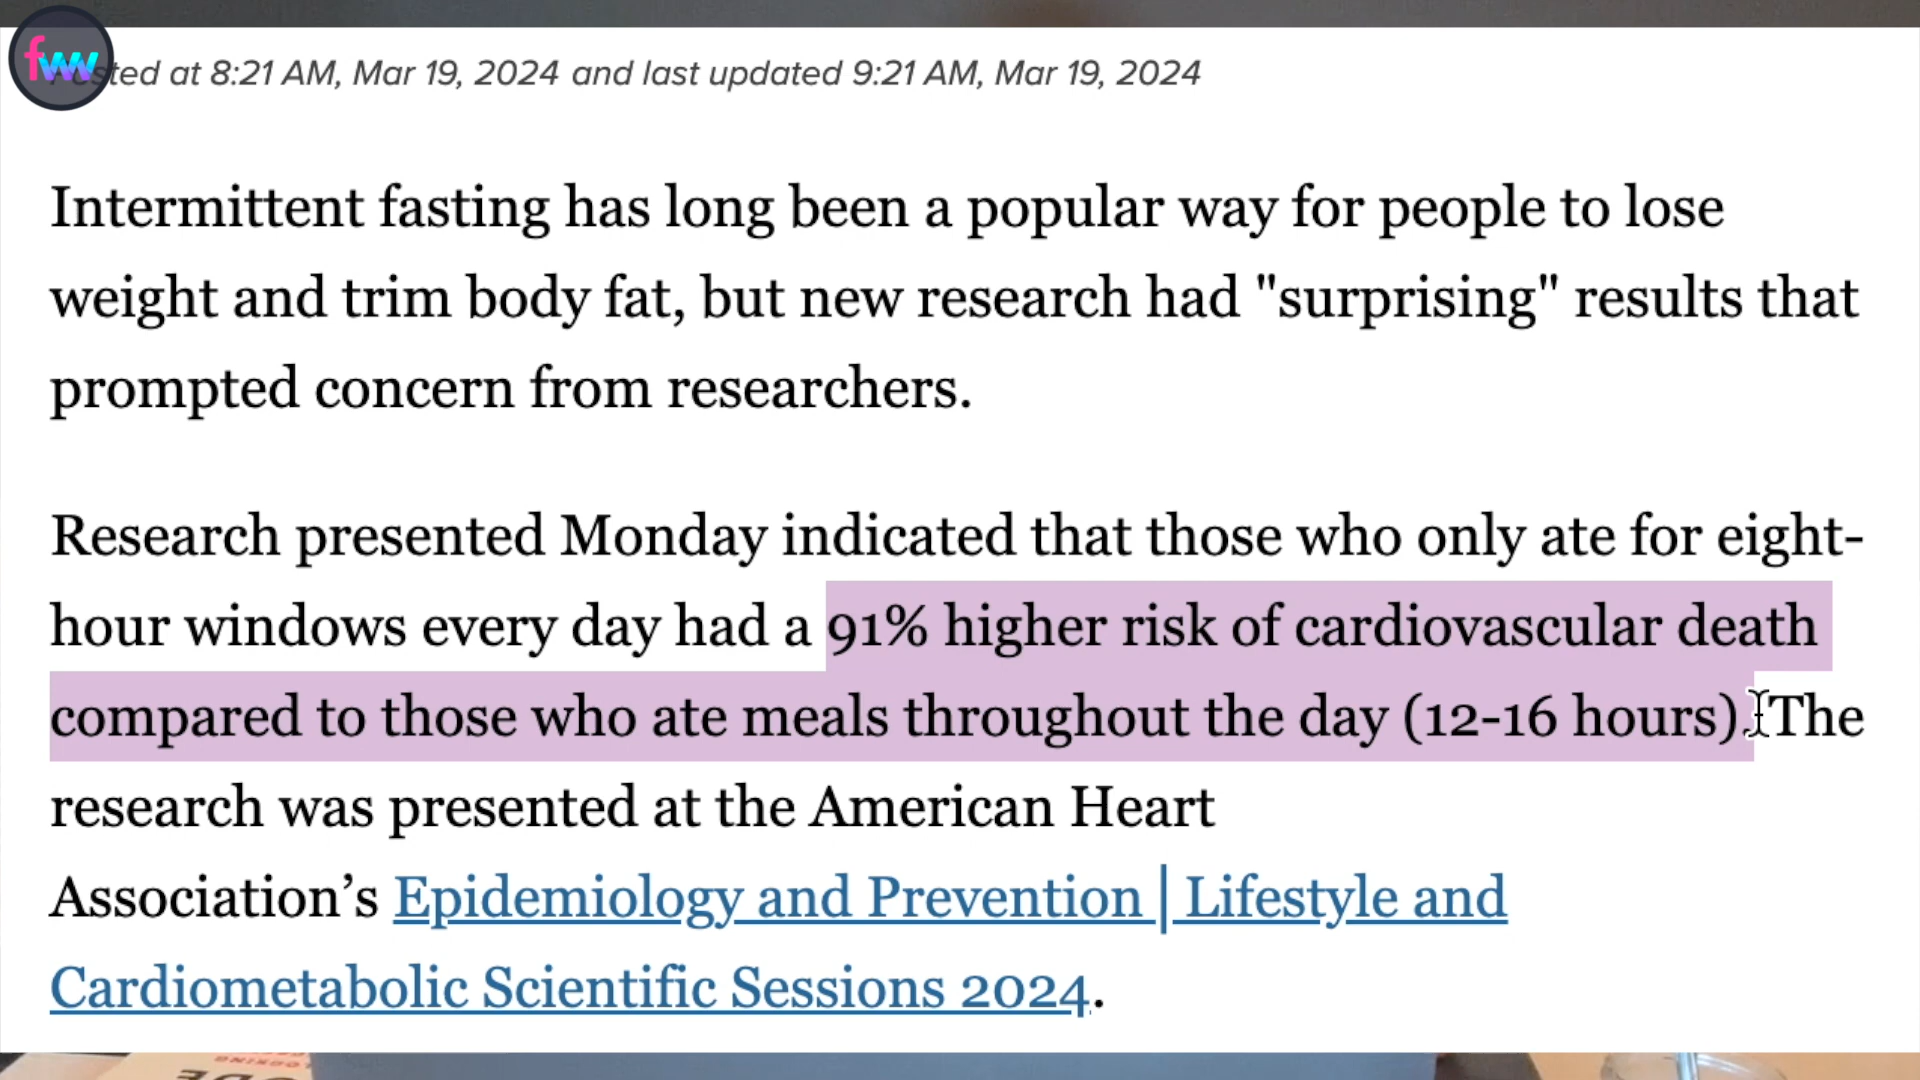 fww
ted at 8:21 AM, Mar 19, 2024 and last updated 9:21 AM, Mar 19, 2024
Intermittent fasting has long been a popular way for people to lose
weight and trim body fat, but new research had "surprising" results that
prompted concern from researchers.
Research presented Monday indicated that those who only ate for eight-
hour windows every day had a 91% higher risk of cardiovascular death
compared to those who ate meals throughout the day (12-16 hours). The
research was presented at the American Heart
Association’s Epidemiology and Prevention | Lifestyle and
Cardiometabolic Scientific Sessions 2024.